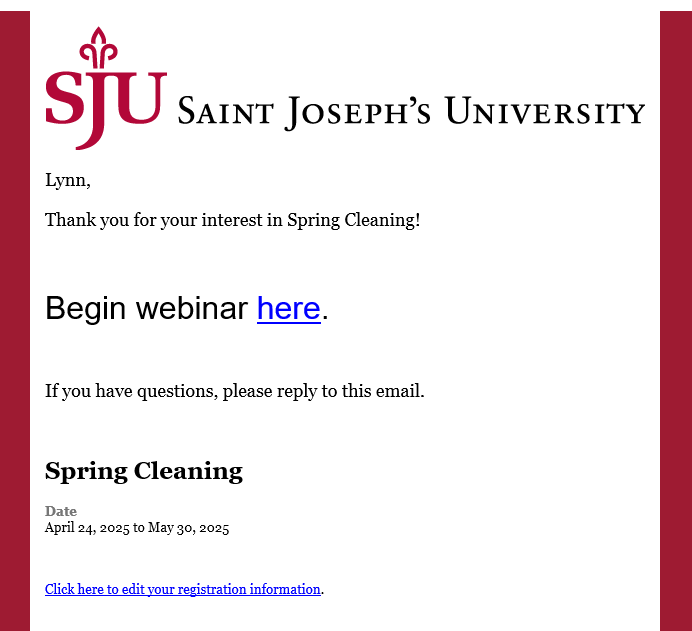 SJU SAINT JOSEPH'S UNIVERSITY
Lynn,
Thank you for your interest in Spring Cleaning!
Begin webinar here.
If you have questions, please reply to this email.
Spring Cleaning
Date
April 24, 2025 to May 30, 2025
Click here to edit your registration information.